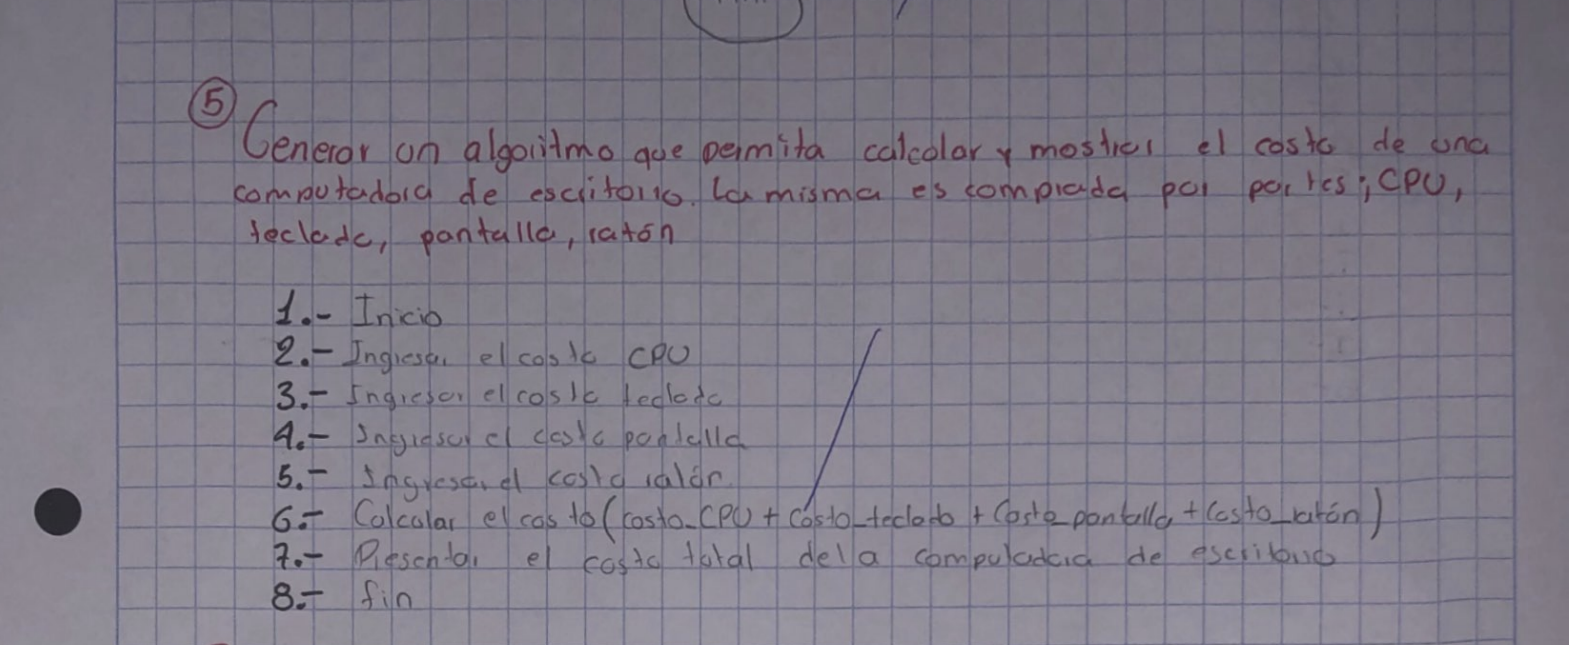 5
Generar un algoritmo que permita calcular y mostrar el costo de una
computadora de escritorio. La misma es comprada por partes; CPU,
teclado, pantalla, ratón
1.- Inicio
2.- Ingresar el costo CPU
3.- Ingresar el costo teclado
4.- Ingresar el costo pantalla
5.- Ingresar el costo ratón
6.- Calcular el costo (costo_CPU + costo_teclado + Costo_pantalla + Costo_ratón)
7.- Presentar el costo total dela computadora de escritorio
8.- fin